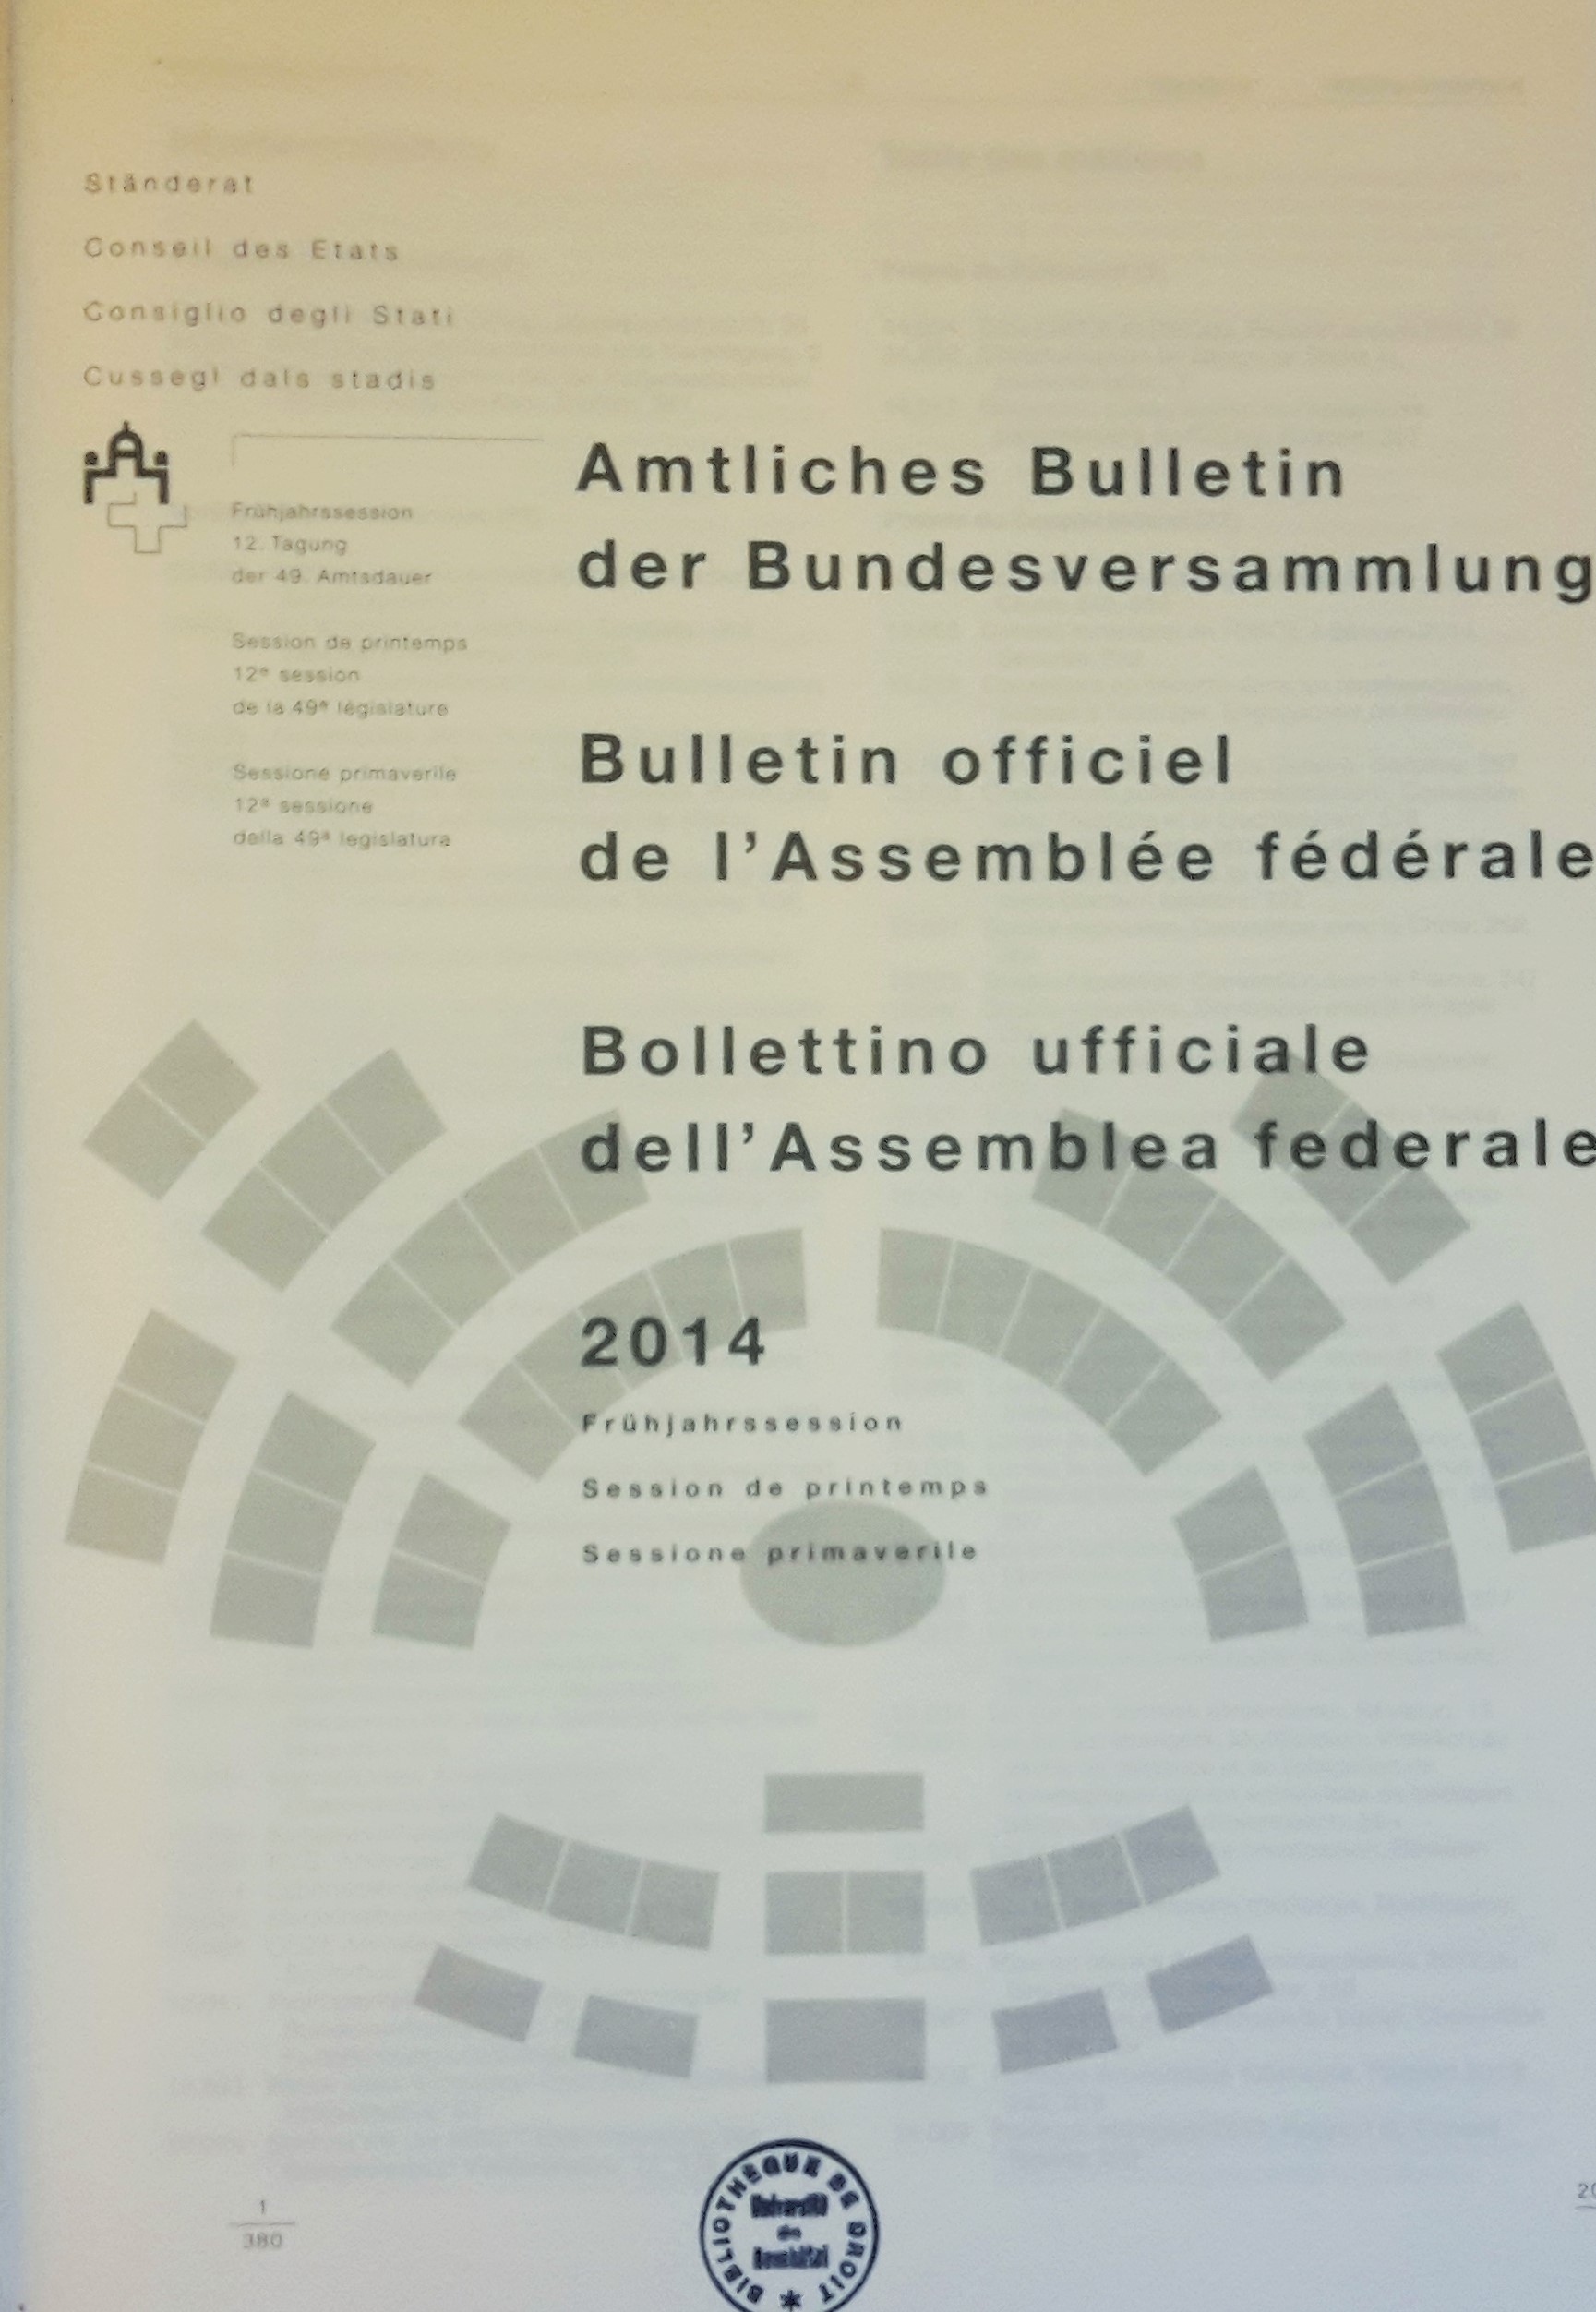 Ständerat
Conseil des Etats
Consiglio degli Stati
Cussegl dals stadis
Frühjahrssession
12. Tagung
der 49. Amtsdauer
Session de printemps
12e session
de la 49e législature
Sessione primaverile
12a sessione
della 49a legislatura
Amtliches Bulletin
der Bundesversammlung
Bulletin officiel
de l'Assemblée fédérale
Bollettino ufficiale
dell'Assemblea federale
2014
Frühjahrssession
Session de printemps
Sessione primaverile
1
380
BIBLIOTHEQUE DE DROIT
Université
de
Neuchâtel